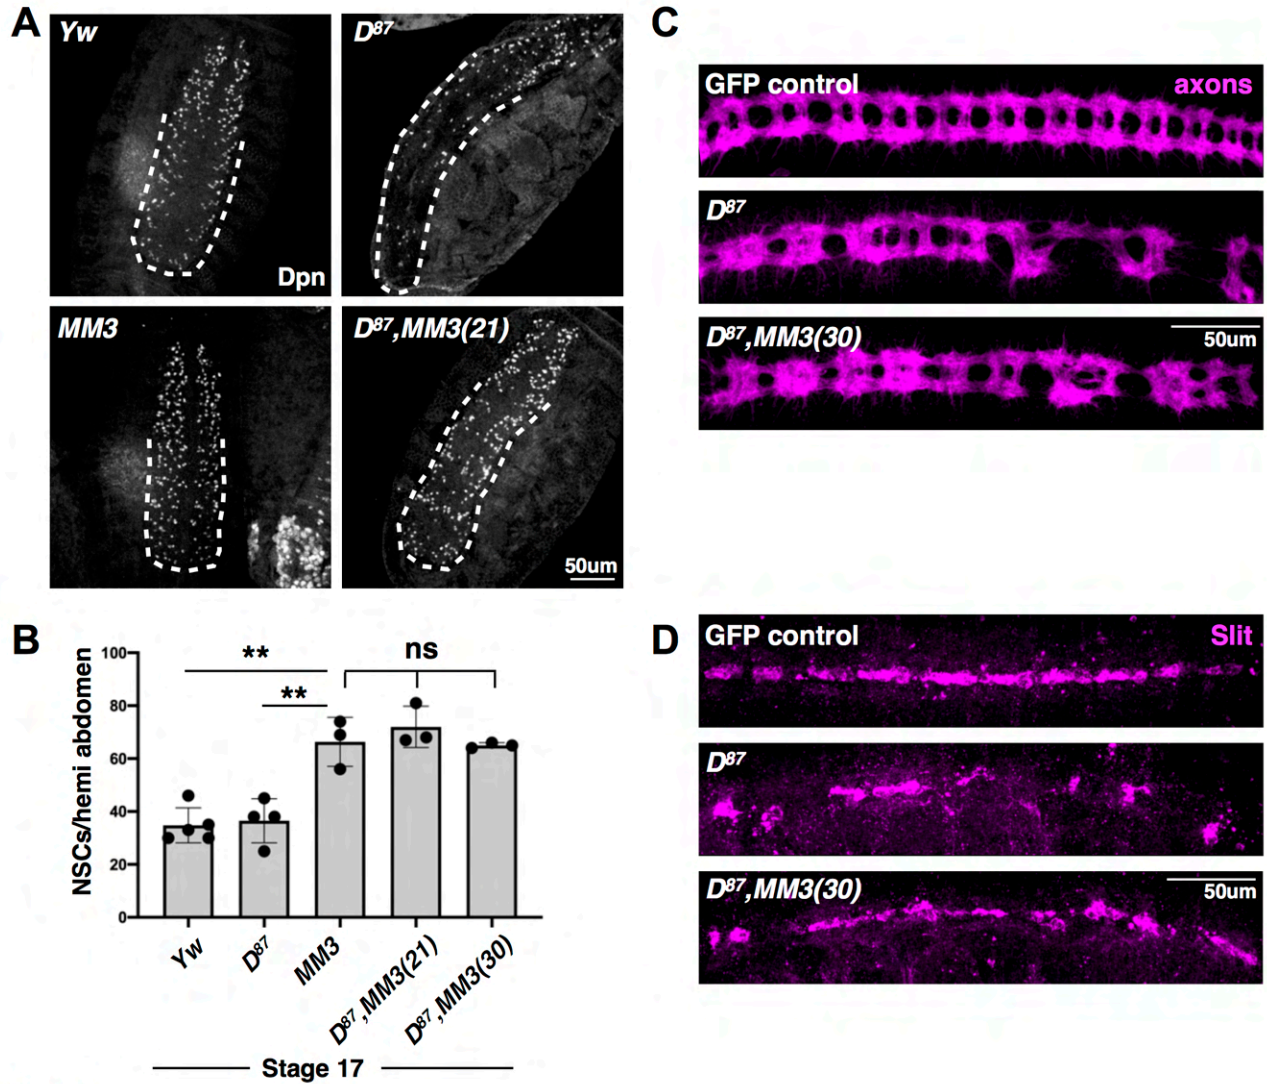 A
Yw
Dpn
D⁸⁷
MM3
D⁸⁷,MM3(21)
50um
B
NSCs/hemi abdomen
100
80
60
40
20
0
**
**
ns
Yw
D⁸⁷
MM3
D⁸⁷,MM3(21)
D⁸⁷,MM3(30)
Stage 17
C
GFP control axons
D⁸⁷
D⁸⁷,MM3(30)
50um
D
GFP control Slit
D⁸⁷
D⁸⁷,MM3(30)
50um